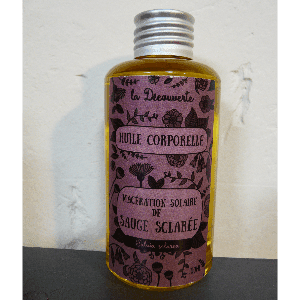 la Découverte
HUILE CORPORELLE
MACÉRATION SOLAIRE
DE
SAUGE SCLARÉE